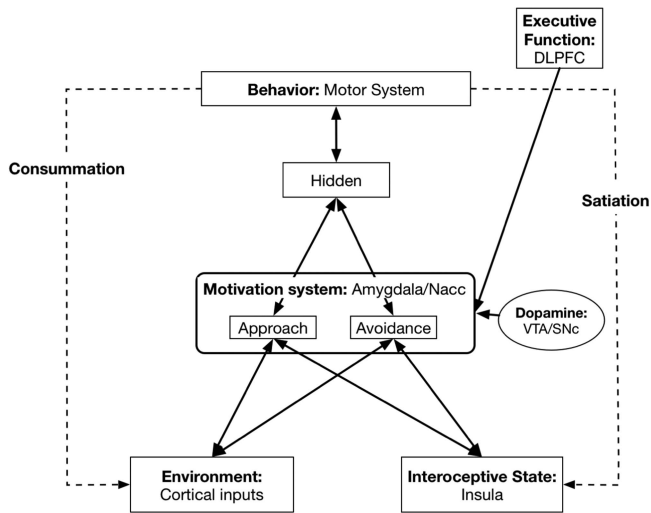 Executive
Function:
DLPFC
Behavior: Motor System
Consummation
Hidden
Satiation
Motivation system: Amygdala/Nacc
Approach
Avoidance
Dopamine:
VTA/SNc
Environment:
Cortical inputs
Interoceptive State:
Insula